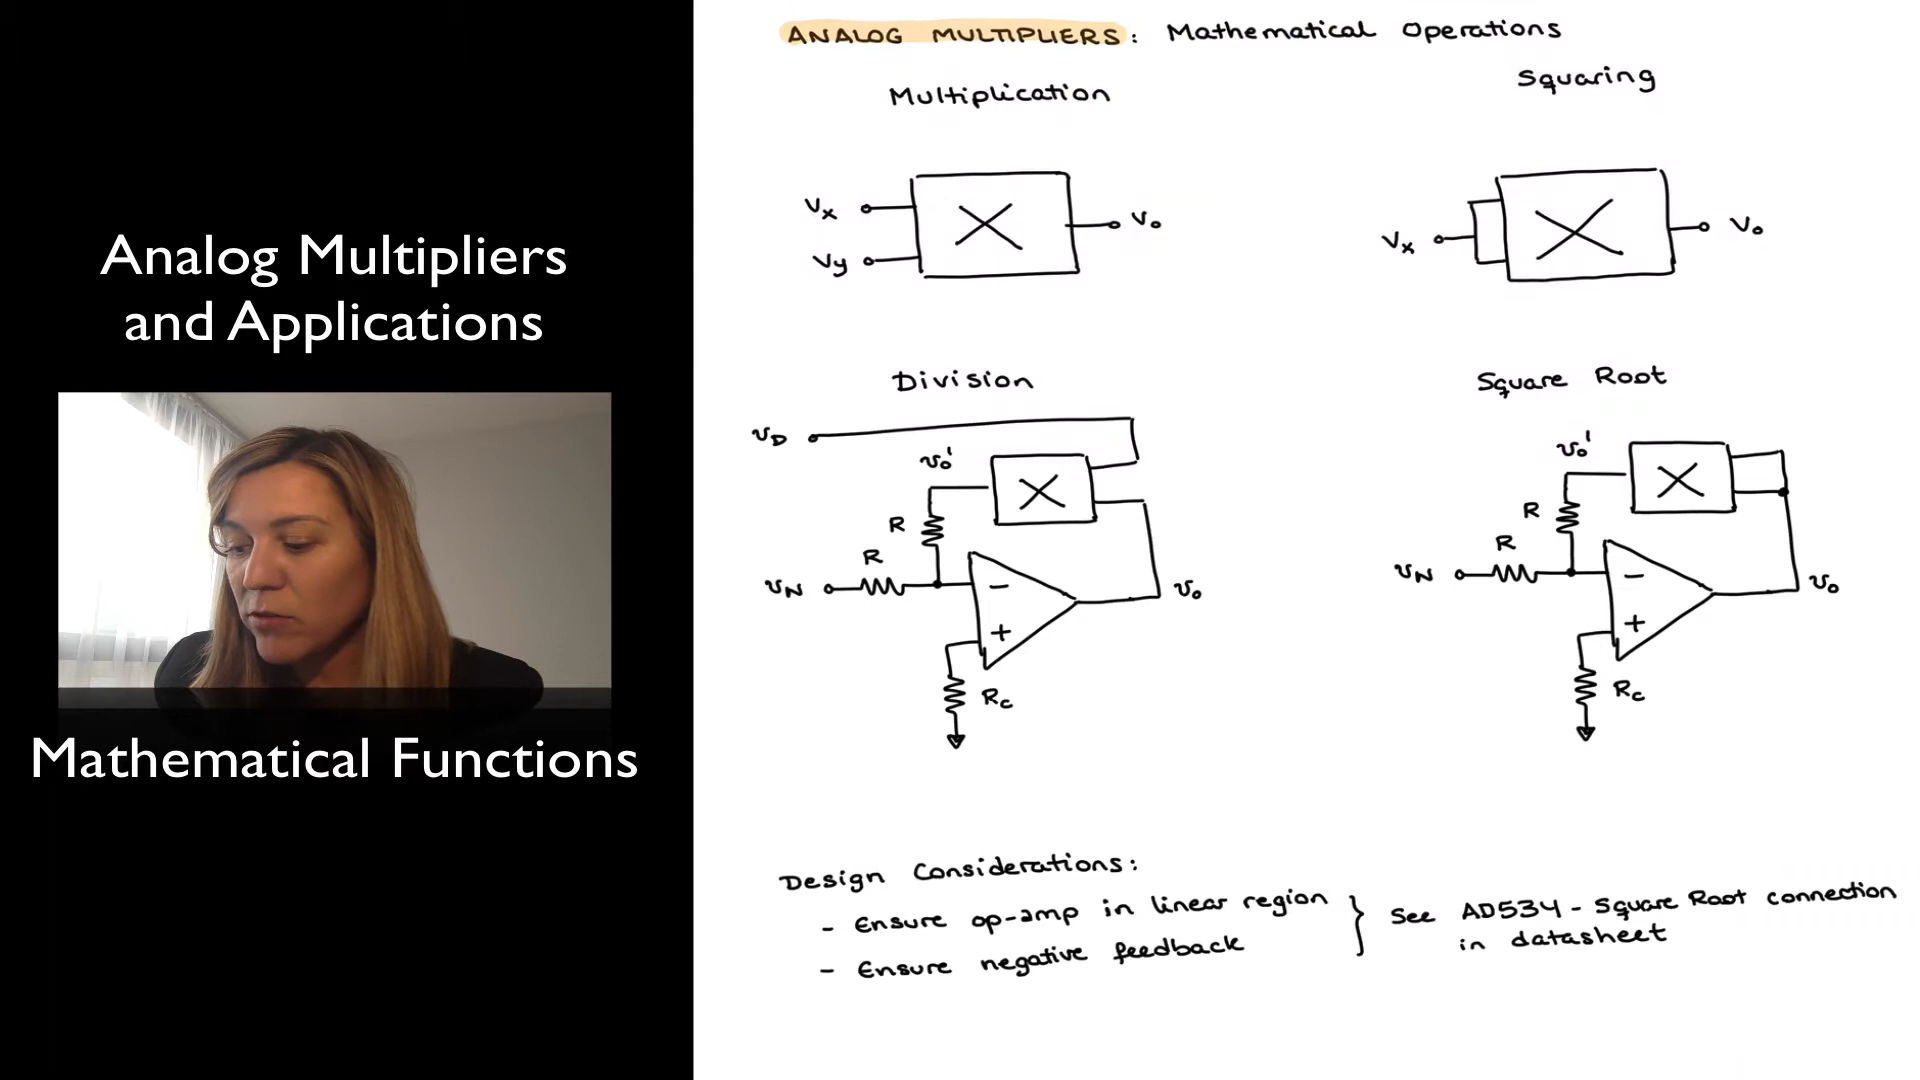 Analog Multipliers
and Applications
Mathematical Functions
ANALOG MULTIPLIERS: Mathematical Operations
Multiplication
Squaring
Vx
Vy
Vo
Vx
Vo
Division
Square Root
vD
vo'
R
R
vN
−
+
vo
Rc
vo'
R
R
vN
−
+
vo
Rc
Design Considerations:
- Ensure op-amp in linear region
- Ensure negative feedback
See AD534 - Square Root connection
in datasheet